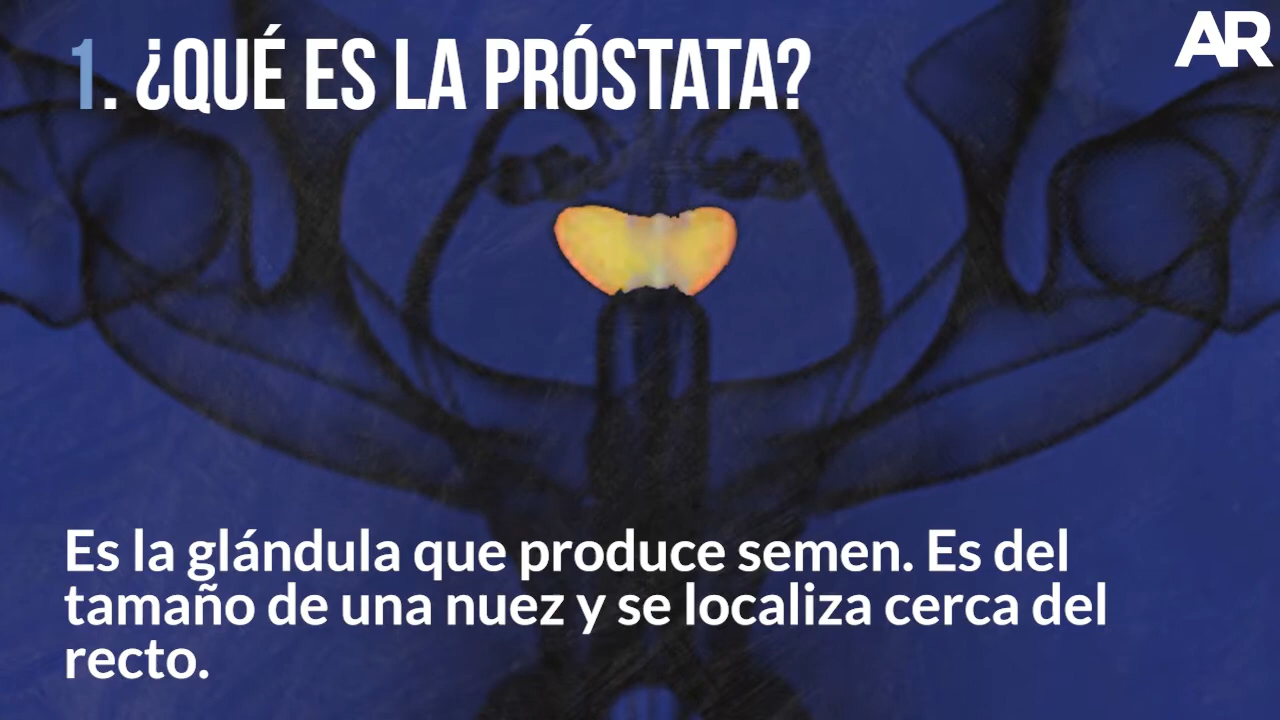 AR
1. ¿QUÉ ES LA PRÓSTATA?
Es la glándula que produce semen. Es del
tamaño de una nuez y se localiza cerca del
recto.